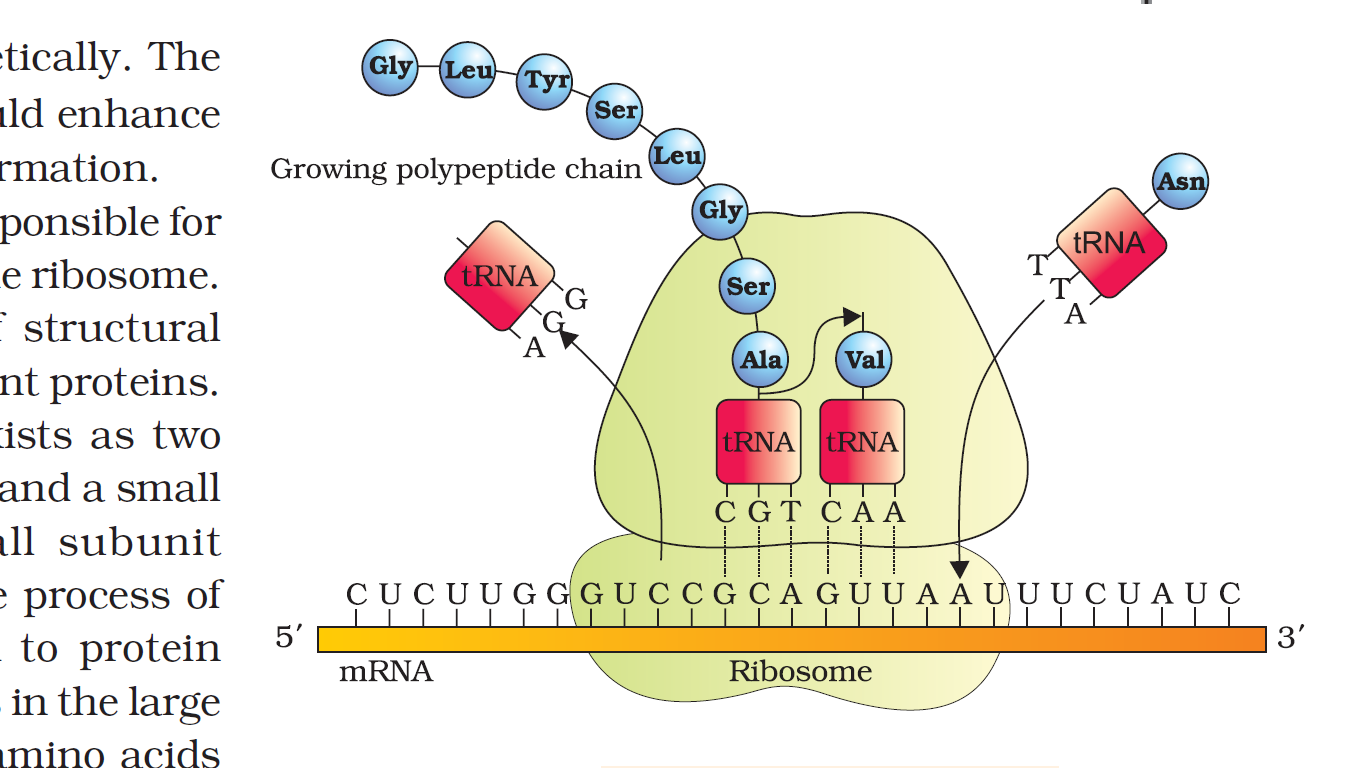 etically. The
uld enhance
rmation.
ponsible for
e ribosome.
f structural
nt proteins.
xists as two
and a small
all subunit
e process of
to protein
s in the large
amino acids
Gly Leu Tyr Ser Leu Gly Ser Ala Val
Growing polypeptide chain
Asn
tRNA
G G A
tRNA
T T A
tRNA tRNA
C G T C A A
C U C U U G G G U C C G C A G U U A A U U U C U A U C
5′ 3′
mRNA Ribosome